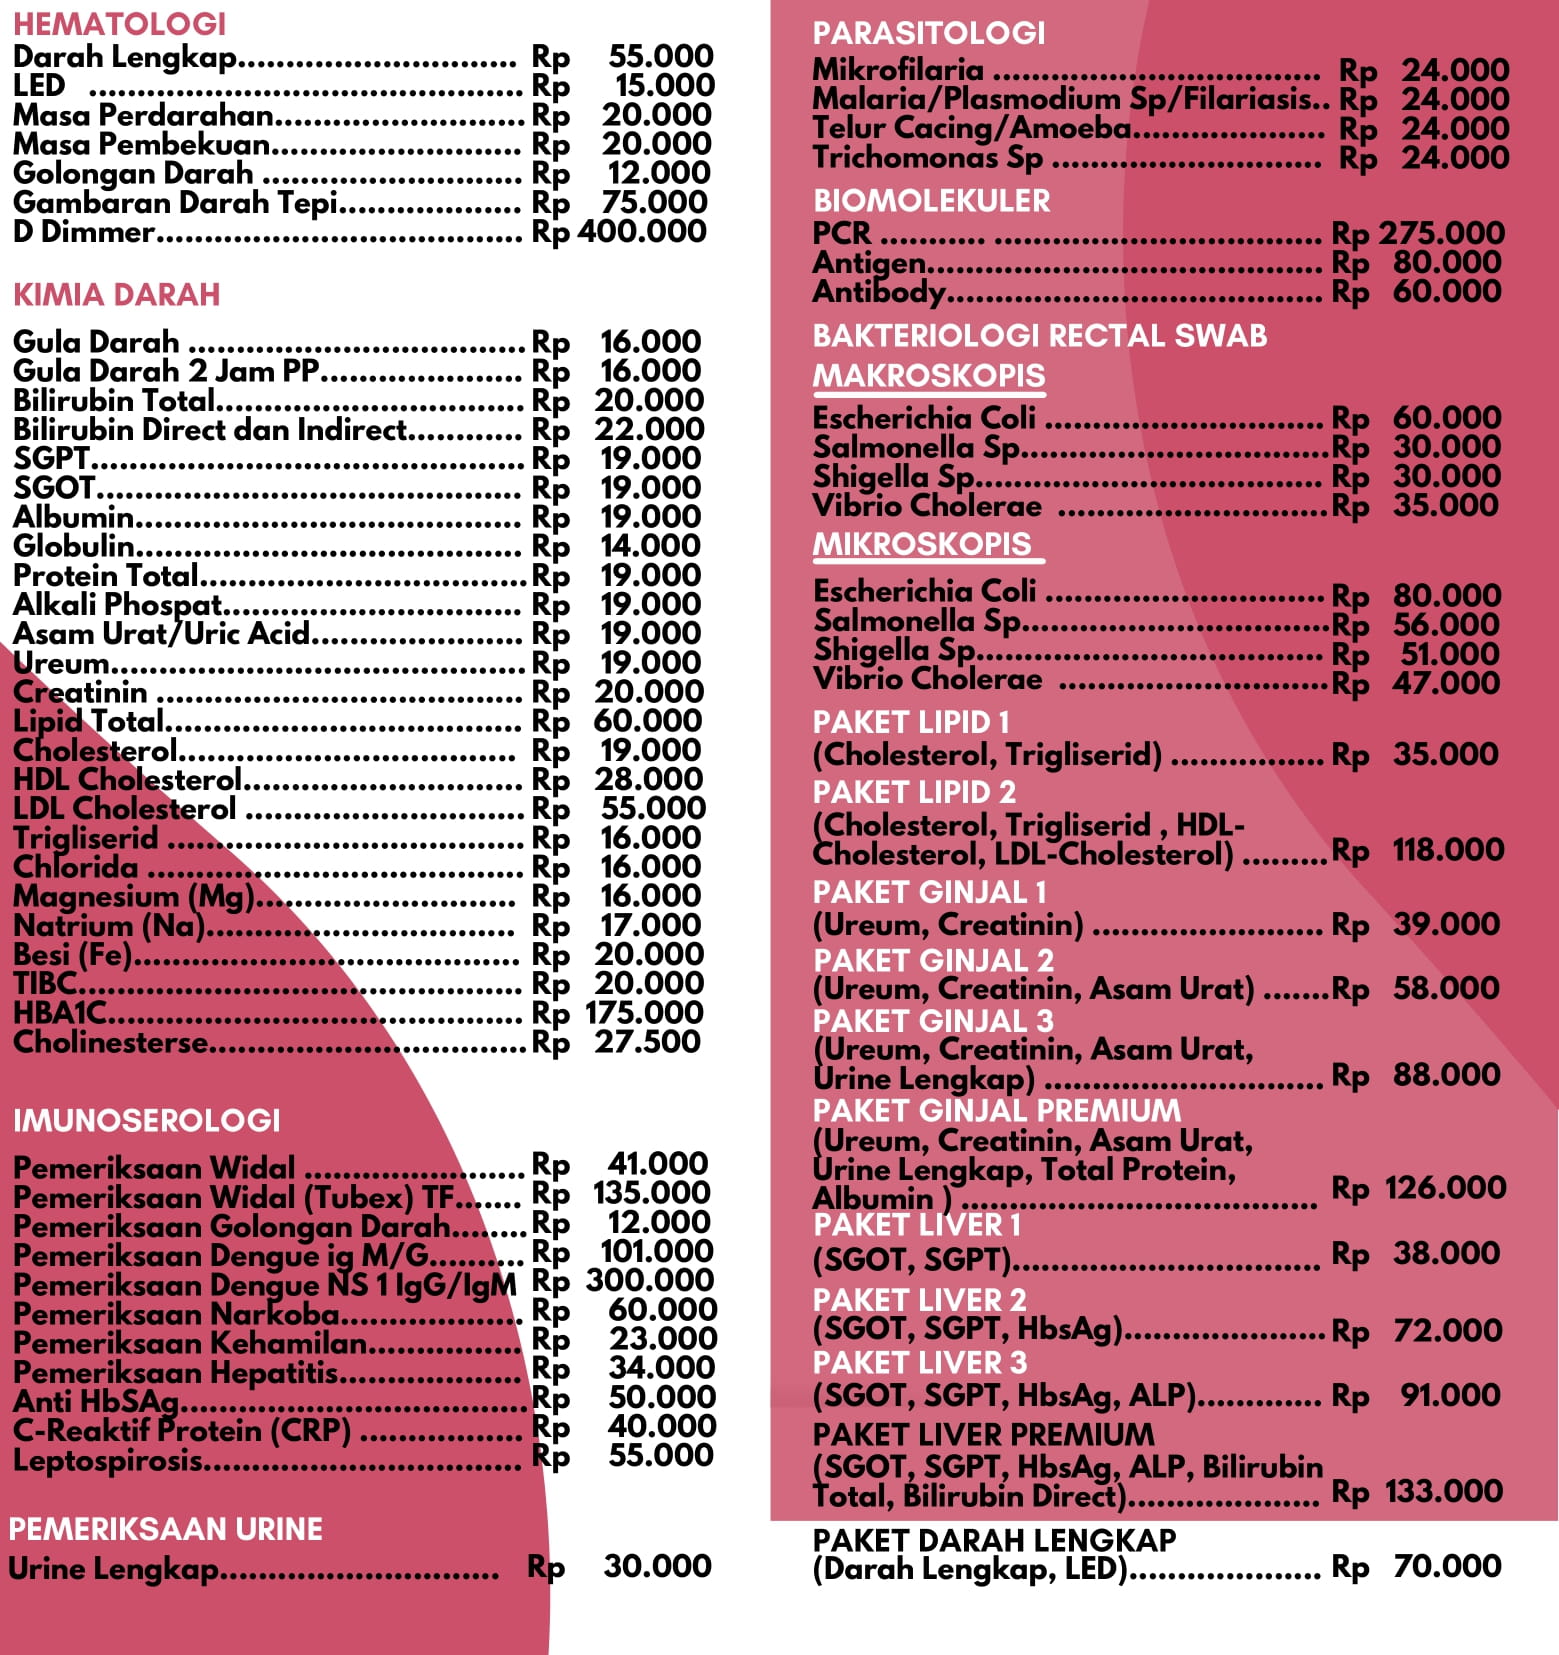 HEMATOLOGI
Darah Lengkap............................. Rp 55.000
LED ............................................. Rp 15.000
Masa Perdarahan.......................... Rp 20.000
Masa Pembekuan.......................... Rp 20.000
Golongan Darah ........................... Rp 12.000
Gambaran Darah Tepi................... Rp 75.000
D Dimmer...................................... Rp 400.000
KIMIA DARAH
Gula Darah ................................... Rp 16.000
Gula Darah 2 Jam PP..................... Rp 16.000
Bilirubin Total................................ Rp 20.000
Bilirubin Direct dan Indirect............ Rp 22.000
SGPT............................................. Rp 19.000
SGOT............................................ Rp 19.000
Albumin........................................ Rp 19.000
Globulin........................................ Rp 14.000
Protein Total.................................. Rp 19.000
Alkali Phospat............................... Rp 19.000
Asam Urat/Uric Acid...................... Rp 19.000
Ureum........................................... Rp 19.000
Creatinin ...................................... Rp 20.000
Lipid Total..................................... Rp 60.000
Cholesterol................................... Rp 19.000
HDL Cholesterol............................. Rp 28.000
LDL Cholesterol ............................. Rp 55.000
Trigliserid ..................................... Rp 16.000
Chlorida ....................................... Rp 16.000
Magnesium (Mg)........................... Rp 16.000
Natrium (Na)................................ Rp 17.000
Besi (Fe)........................................ Rp 20.000
TIBC.............................................. Rp 20.000
HBA1C........................................... Rp 175.000
Cholinesterse................................. Rp 27.500
IMUNOSEROLOGI
Pemeriksaan Widal ....................... Rp 41.000
Pemeriksaan Widal (Tubex) TF....... Rp 135.000
Pemeriksaan Golongan Darah........ Rp 12.000
Pemeriksaan Dengue ig M/G.......... Rp 101.000
Pemeriksaan Dengue NS 1 IgG/IgM Rp 300.000
Pemeriksaan Narkoba................... Rp 60.000
Pemeriksaan Kehamilan................ Rp 23.000
Pemeriksaan Hepatitis................... Rp 34.000
Anti HbSAg.................................... Rp 50.000
C-Reaktif Protein (CRP) ................. Rp 40.000
Leptospirosis................................. Rp 55.000
PEMERIKSAAN URINE
Urine Lengkap............................. Rp 30.000
PARASITOLOGI
Mikrofilaria .................................. Rp 24.000
Malaria/Plasmodium Sp/Filariasis.. Rp 24.000
Telur Cacing/Amoeba.................... Rp 24.000
Trichomonas Sp ............................ Rp 24.000
BIOMOLEKULER
PCR ........... .................................. Rp 275.000
Antigen......................................... Rp 80.000
Antibody....................................... Rp 60.000
BAKTERIOLOGI RECTAL SWAB
MAKROSKOPIS
Escherichia Coli ............................. Rp 60.000
Salmonella Sp................................ Rp 30.000
Shigella Sp.................................... Rp 30.000
Vibrio Cholerae ............................ Rp 35.000
MIKROSKOPIS
Escherichia Coli ............................. Rp 80.000
Salmonella Sp................................ Rp 56.000
Shigella Sp.................................... Rp 51.000
Vibrio Cholerae ............................ Rp 47.000
PAKET LIPID 1
(Cholesterol, Trigliserid) ................ Rp 35.000
PAKET LIPID 2
(Cholesterol, Trigliserid , HDL-
Cholesterol, LDL-Cholesterol) ......... Rp 118.000
PAKET GINJAL 1
(Ureum, Creatinin) ........................ Rp 39.000
PAKET GINJAL 2
(Ureum, Creatinin, Asam Urat) ....... Rp 58.000
PAKET GINJAL 3
(Ureum, Creatinin, Asam Urat,
Urine Lengkap) ............................. Rp 88.000
PAKET GINJAL PREMIUM
(Ureum, Creatinin, Asam Urat,
Urine Lengkap, Total Protein,
Albumin ) ..................................... Rp 126.000
PAKET LIVER 1
(SGOT, SGPT)................................ Rp 38.000
PAKET LIVER 2
(SGOT, SGPT, HbsAg)..................... Rp 72.000
PAKET LIVER 3
(SGOT, SGPT, HbsAg, ALP)............. Rp 91.000
PAKET LIVER PREMIUM
(SGOT, SGPT, HbsAg, ALP, Bilirubin
Total, Bilirubin Direct).................... Rp 133.000
PAKET DARAH LENGKAP
(Darah Lengkap, LED).................... Rp 70.000